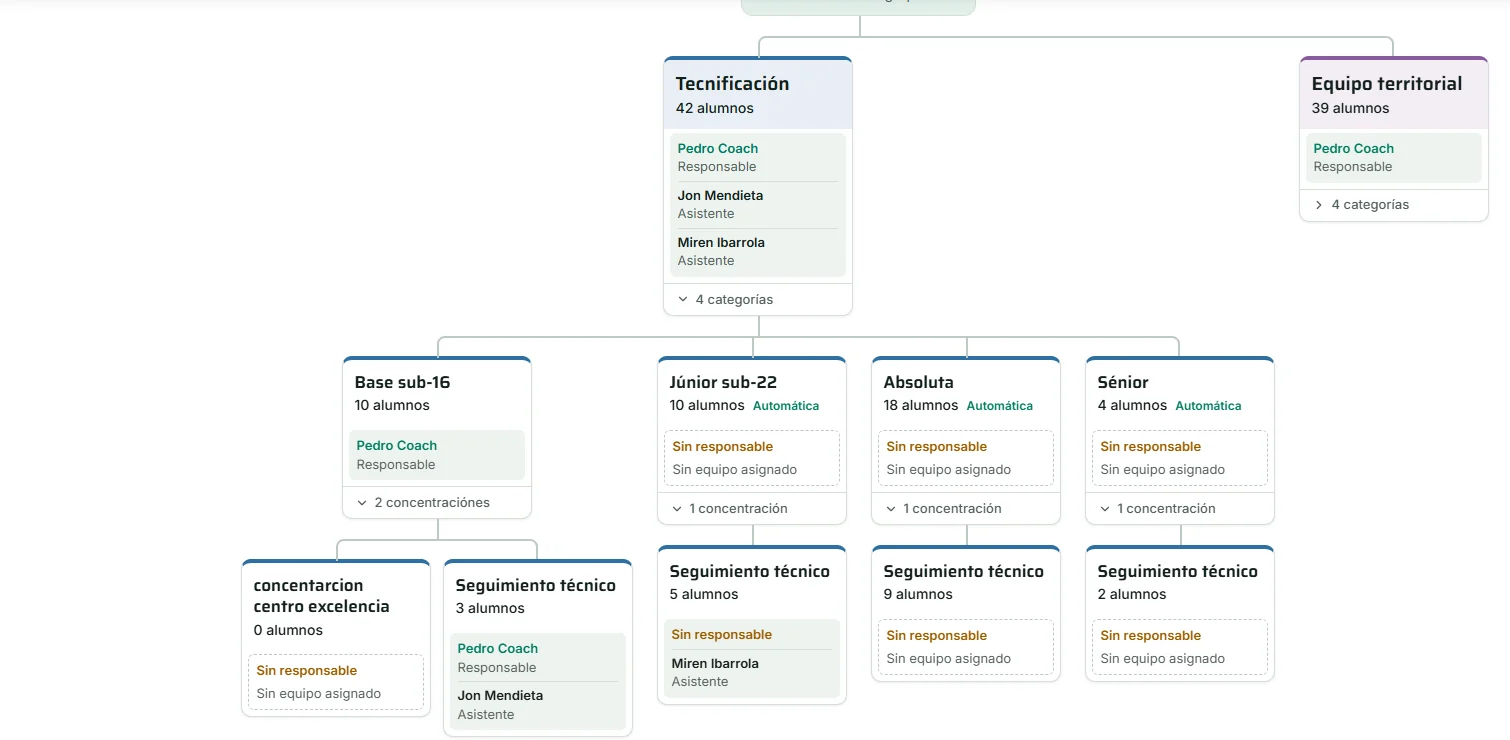 Tecnificación
42 alumnos
Pedro Coach
Responsable
Jon Mendieta
Asistente
Miren Ibarrola
Asistente
4 categorías
Equipo territorial
39 alumnos
Pedro Coach
Responsable
4 categorías
Base sub-16
10 alumnos
Pedro Coach
Responsable
2 concentraciónes
Júnior sub-22
10 alumnos Automática
Sin responsable
Sin equipo asignado
1 concentración
Absoluta
18 alumnos Automática
Sin responsable
Sin equipo asignado
1 concentración
Sénior
4 alumnos Automática
Sin responsable
Sin equipo asignado
1 concentración
concentarcion
centro excelencia
0 alumnos
Sin responsable
Sin equipo asignado
Seguimiento técnico
3 alumnos
Pedro Coach
Responsable
Jon Mendieta
Asistente
Seguimiento técnico
5 alumnos
Sin responsable
Miren Ibarrola
Asistente
Seguimiento técnico
9 alumnos
Sin responsable
Sin equipo asignado
Seguimiento técnico
2 alumnos
Sin responsable
Sin equipo asignado